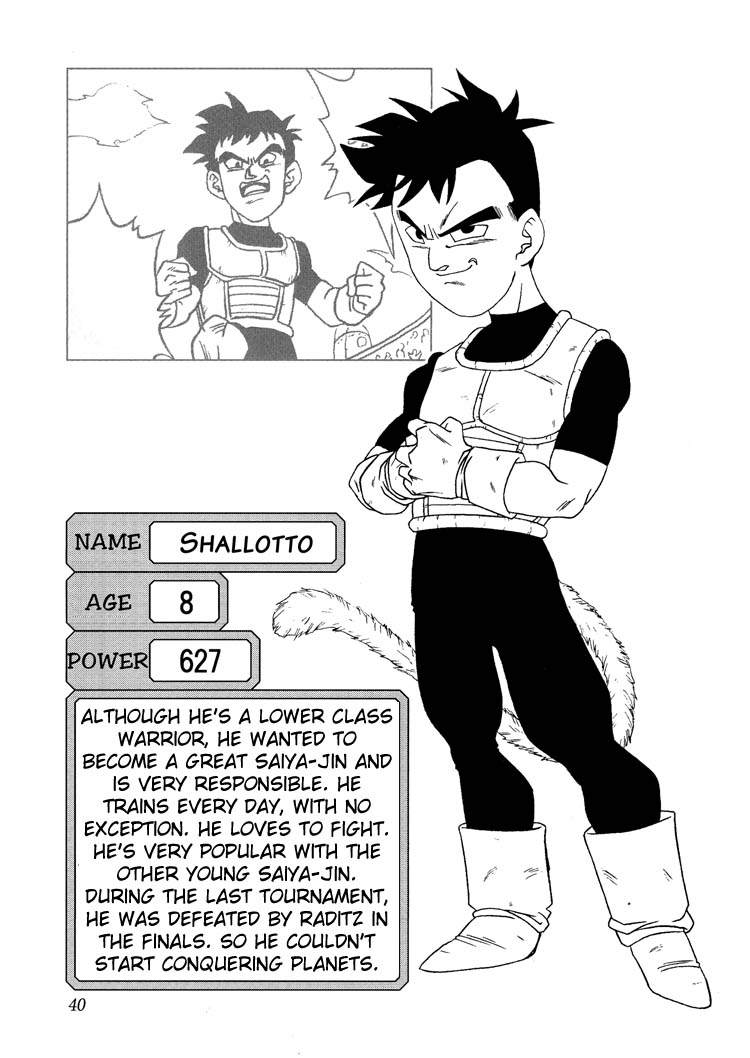 NAME SHALLOTTO
AGE 8
POWER 627
ALTHOUGH HE'S A LOWER CLASS
WARRIOR, HE WANTED TO
BECOME A GREAT SAIYA-JIN AND
IS VERY RESPONSIBLE. HE
TRAINS EVERY DAY, WITH NO
EXCEPTION. HE LOVES TO FIGHT.
HE'S VERY POPULAR WITH THE
OTHER YOUNG SAIYA-JIN.
DURING THE LAST TOURNAMENT,
HE WAS DEFEATED BY RADITZ IN
THE FINALS. SO HE COULDN'T
START CONQUERING PLANETS.
40